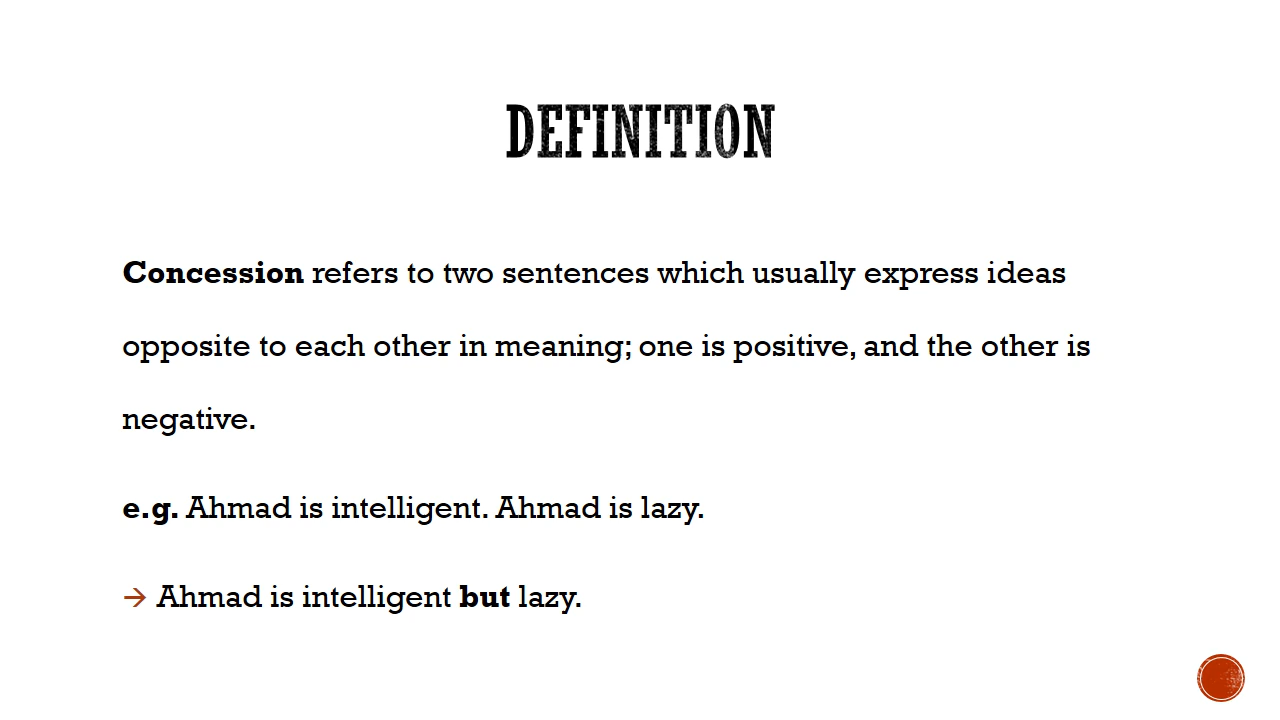 DEFINITION
Concession refers to two sentences which usually express ideas
opposite to each other in meaning; one is positive, and the other is
negative.
e.g. Ahmad is intelligent. Ahmad is lazy.
→ Ahmad is intelligent but lazy.